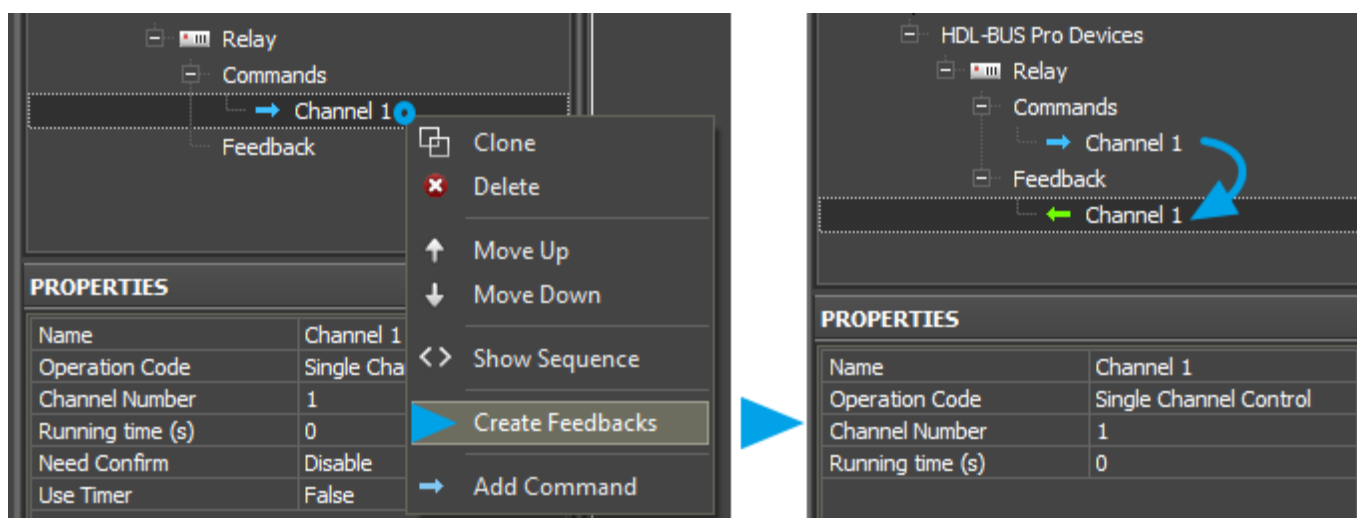 Relay
Commands
Channel 1
Feedback
Clone
Delete
Move Up
Move Down
Show Sequence
Create Feedbacks
Add Command
PROPERTIES
Name Channel 1
Operation Code Single Cha
Channel Number 1
Running time (s) 0
Need Confirm Disable
Use Timer False
HDL-BUS Pro Devices
Relay
Commands
Channel 1
Feedback
Channel 1
PROPERTIES
Name Channel 1
Operation Code Single Channel Control
Channel Number 1
Running time (s) 0